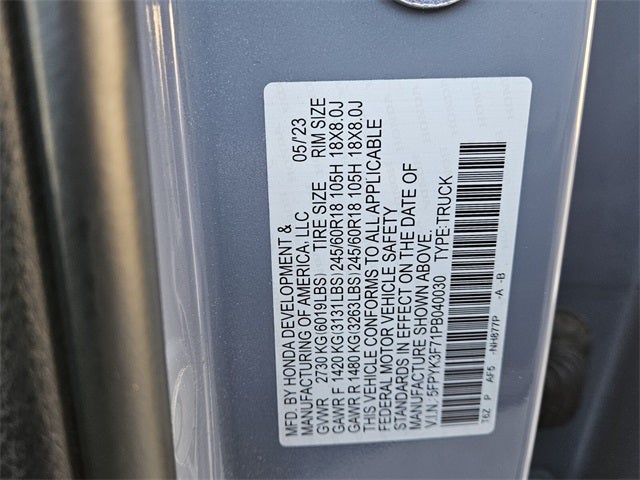 MFD. BY HONDA DEVELOPMENT &
MANUFACTURING OF AMERICA, LLC 05/'23
GVWR 2730 KG(6019LBS) TIRE SIZE RIM SIZE
GAWR F 1420 KG(3131LBS)245/60R18 105H 18X8.0J
GAWR R 1480 KG(3263LBS)245/60R18 105H 18X8.0J
THIS VEHICLE CONFORMS TO ALL APPLICABLE
FEDERAL MOTOR VEHICLE SAFETY
STANDARDS IN EFFECT ON THE DATE OF
MANUFACTURE SHOWN ABOVE.
V.I.N.: 5FPYK3F71PB040030 TYPE:TRUCK
T6Z P AF5 -NH877P -A -B